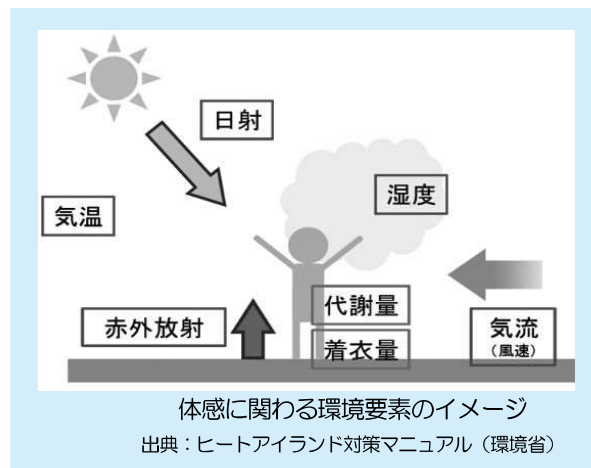 日射
湿度
気温
代謝量
赤外放射
気流
(風速)
着衣量
体感に関わる環境要素のイメージ
出典：ヒートアイランド対策マニュアル（環境省）